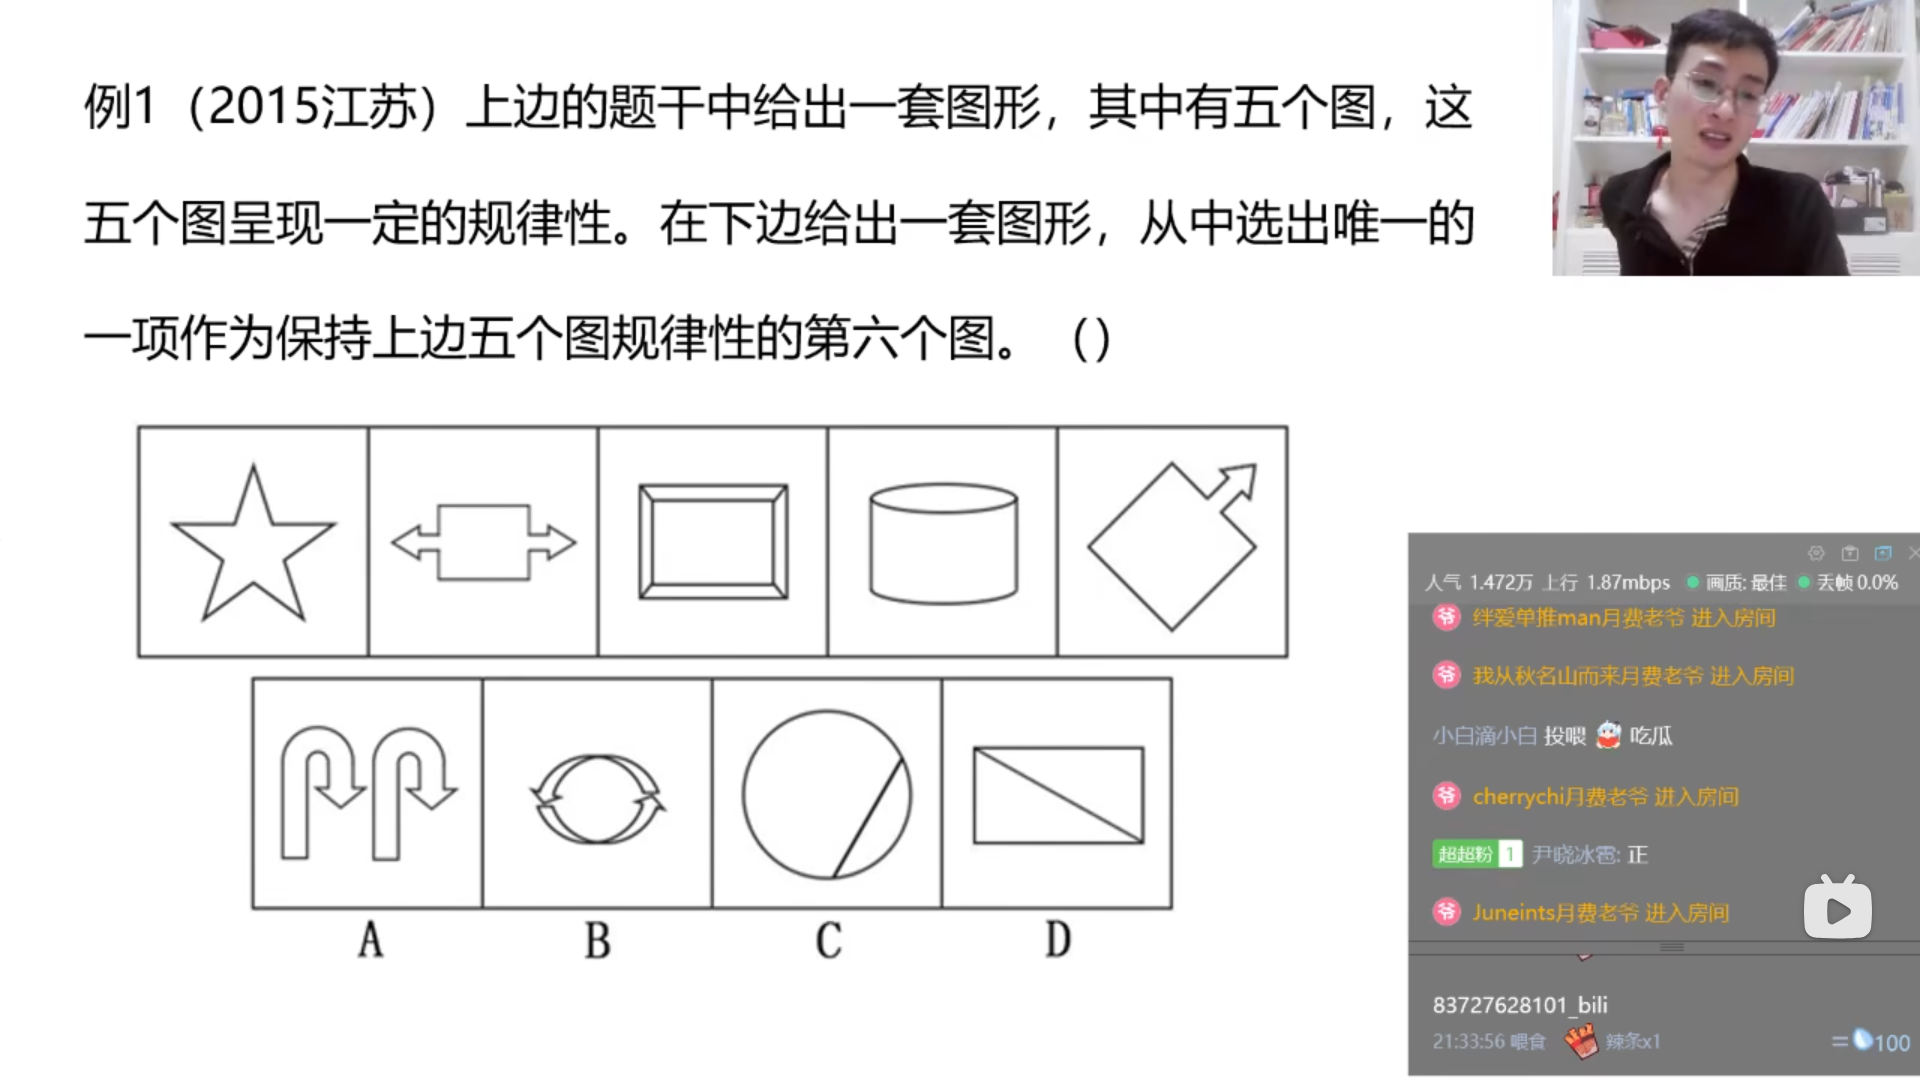 例1（2015江苏）上边的题干中给出一套图形，其中有五个图，这
五个图呈现一定的规律性。在下边给出一套图形，从中选出唯一的
一项作为保持上边五个图规律性的第六个图。（）
A B C D
人气 1.472万 上行 1.87mbps 画质: 最佳 丢帧 0.0%
爷 绊爱单推man月费老爷 进入房间
爷 我从秋名山而来月费老爷 进入房间
小白滴小白 投喂 吃瓜
爷 cherrychi月费老爷 进入房间
超超粉 1 尹晓冰雹: 正
爷 Juneints月费老爷 进入房间
83727628101_bili
21:33:56 喂食 辣条x1 =100